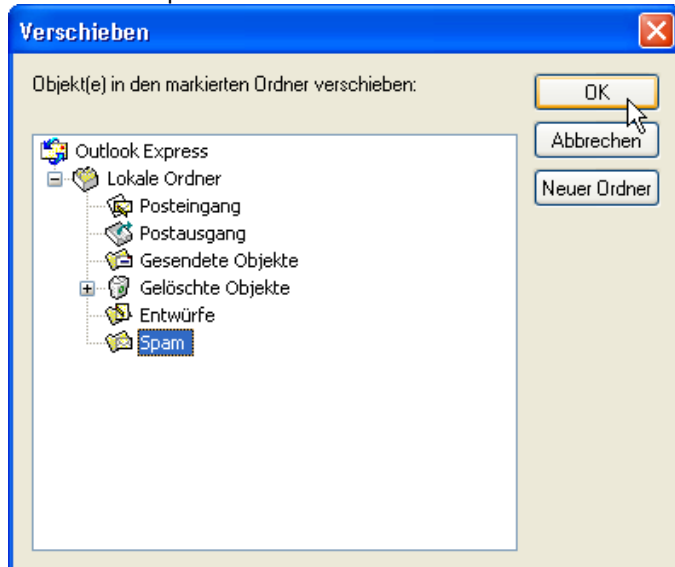 Verschieben
Objekt(e) in den markierten Ordner verschieben:
OK
Abbrechen
Neuer Ordner
Outlook Express
Lokale Ordner
Posteingang
Postausgang
Gesendete Objekte
Gelöschte Objekte
Entwürfe
Spam